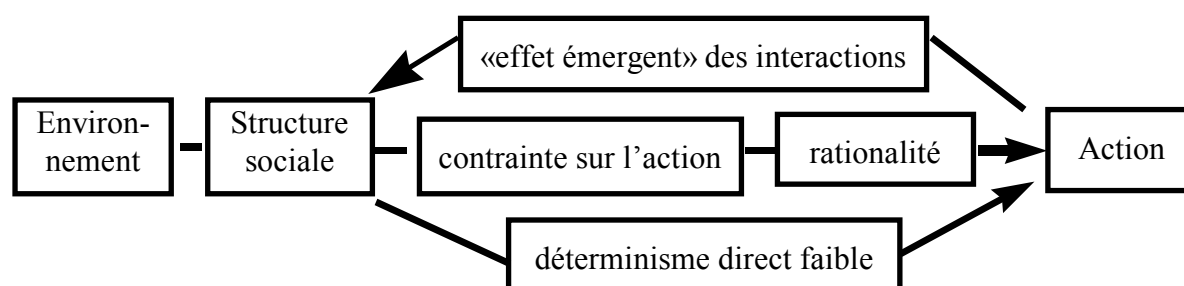 «effet émergent» des interactions
Environ-
nement
Structure
sociale
contrainte sur l’action
rationalité
Action
déterminisme direct faible